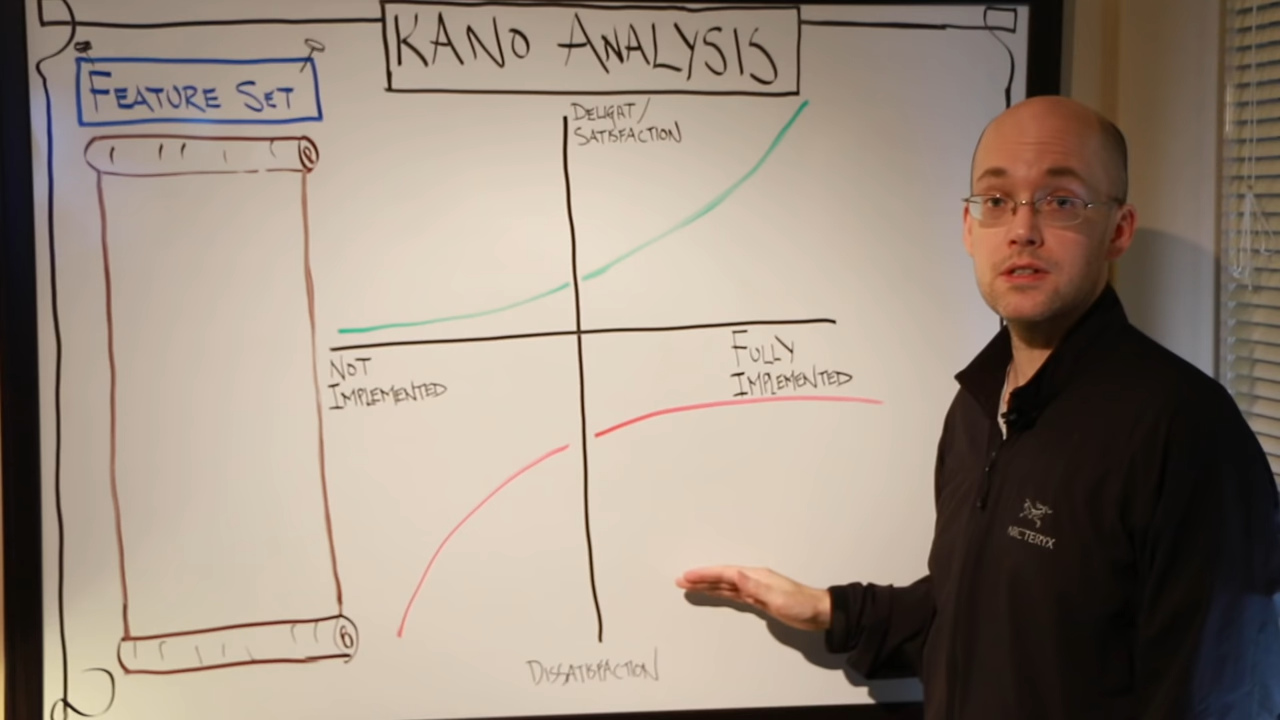 KANO ANALYSIS
FEATURE SET
DELIGHT/
SATISFACTION
NOT
IMPLEMENTED
FULLY
IMPLEMENTED
DISSATISFACTION
ARC'TERYX